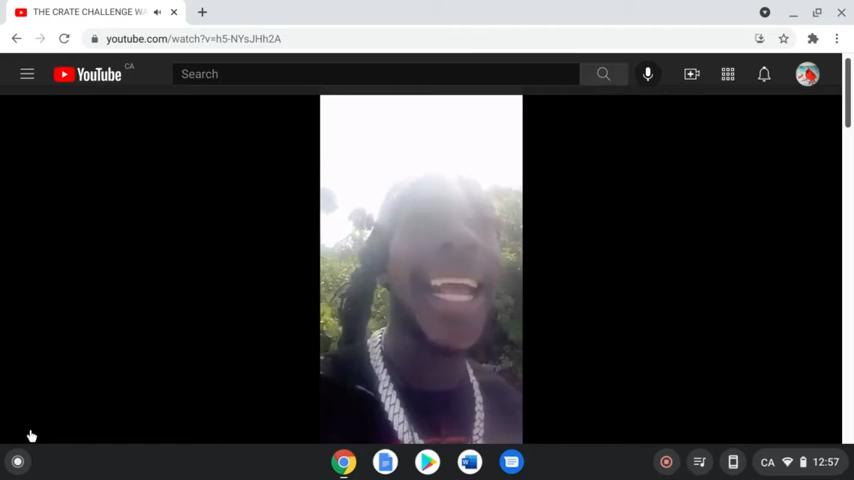 THE CRATE CHALLENGE WA
youtube.com/watch?v=h5-NYsJHh2A
YouTube CA
Search
CA 12:57